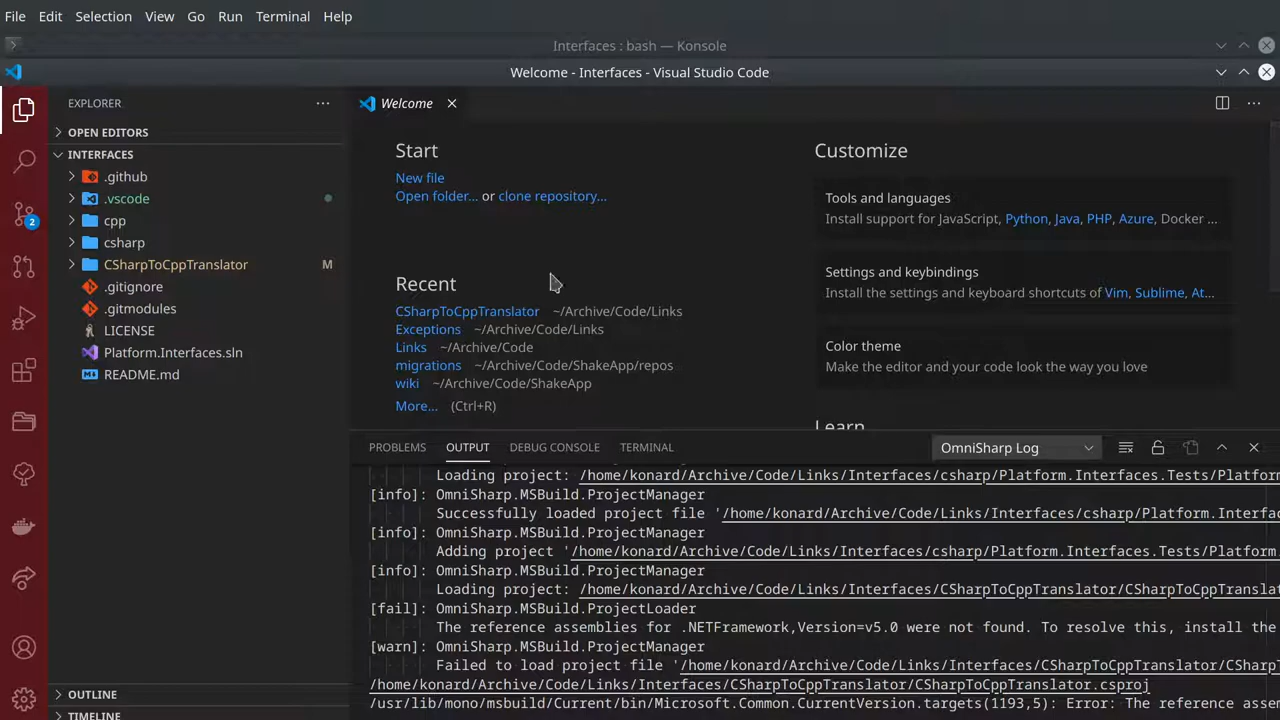 File Edit Selection View Go Run Terminal Help
Interfaces : bash — Konsole
Welcome - Interfaces - Visual Studio Code
EXPLORER
Welcome
OPEN EDITORS
INTERFACES
.github
.vscode
2
cpp
csharp
CSharpToCppTranslator M
.gitignore
.gitmodules
LICENSE
Platform.Interfaces.sln
README.md
OUTLINE
TIMELINE
Start
New file
Open folder... or clone repository...
Recent
CSharpToCppTranslator ~/Archive/Code/Links
Exceptions ~/Archive/Code/Links
Links ~/Archive/Code
migrations ~/Archive/Code/ShakeApp/repos
wiki ~/Archive/Code/ShakeApp
More... (Ctrl+R)
Customize
Tools and languages
Install support for JavaScript, Python, Java, PHP, Azure, Docker ...
Settings and keybindings
Install the settings and keyboard shortcuts of Vim, Sublime, At...
Color theme
Make the editor and your code look the way you love
Learn
PROBLEMS OUTPUT DEBUG CONSOLE TERMINAL OmniSharp Log
Loading project: /home/konard/Archive/Code/Links/Interfaces/csharp/Platform.Interfaces.Tests/Platform
[info]: OmniSharp.MSBuild.ProjectManager
Successfully loaded project file '/home/konard/Archive/Code/Links/Interfaces/csharp/Platform.Interfac
[info]: OmniSharp.MSBuild.ProjectManager
Adding project '/home/konard/Archive/Code/Links/Interfaces/csharp/Platform.Interfaces.Tests/Platform.
[info]: OmniSharp.MSBuild.ProjectManager
Loading project: /home/konard/Archive/Code/Links/Interfaces/CSharpToCppTranslator/CSharpToCppTranslat
[fail]: OmniSharp.MSBuild.ProjectLoader
The reference assemblies for .NETFramework,Version=v5.0 were not found. To resolve this, install the
[warn]: OmniSharp.MSBuild.ProjectManager
Failed to load project file '/home/konard/Archive/Code/Links/Interfaces/CSharpToCppTranslator/CSharpT
/home/konard/Archive/Code/Links/Interfaces/CSharpToCppTranslator/CSharpToCppTranslator.csproj
/usr/lib/mono/msbuild/Current/bin/Microsoft.Common.CurrentVersion.targets(1193,5): Error: The reference asse